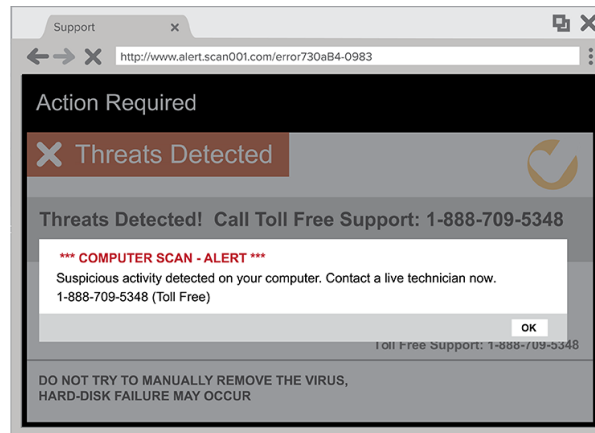 Support
http://www.alert.scan001.com/error730aB4-0983
Action Required
Threats Detected
Threats Detected! Call Toll Free Support: 1-888-709-5348
*** COMPUTER SCAN - ALERT ***
Suspicious activity detected on your computer. Contact a live technician now.
1-888-709-5348 (Toll Free)
OK
Toll Free Support: 1-888-709-5348
DO NOT TRY TO MANUALLY REMOVE THE VIRUS,
HARD-DISK FAILURE MAY OCCUR